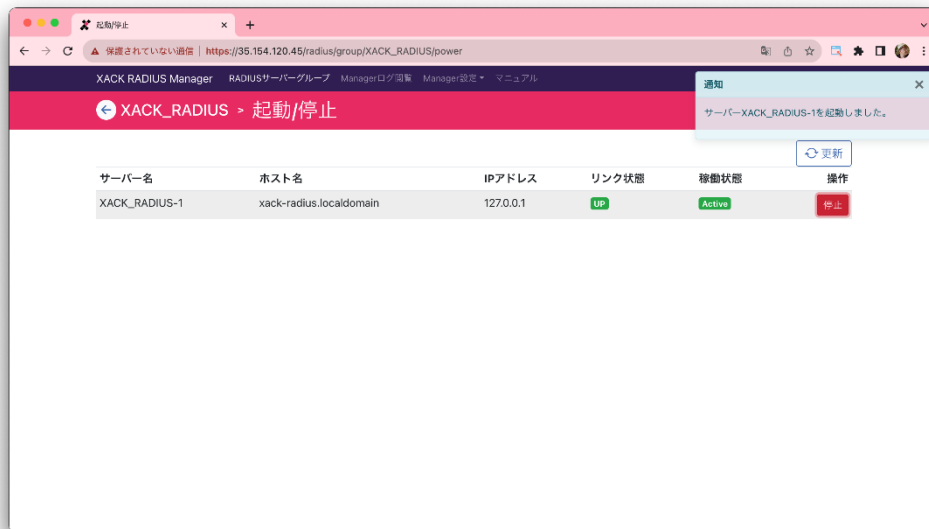 起動/停止
保護されていない通信 https://35.154.120.45/radius/group/XACK_RADIUS/power
XACK RADIUS Manager RADIUSサーバーグループ Managerログ閲覧 Manager設定 マニュアル
XACK_RADIUS > 起動/停止
通知
サーバーXACK_RADIUS-1を起動しました。
更新
サーバー名 ホスト名 IPアドレス リンク状態 稼働状態 操作
XACK_RADIUS-1 xack-radius.localdomain 127.0.0.1 UP Active 停止